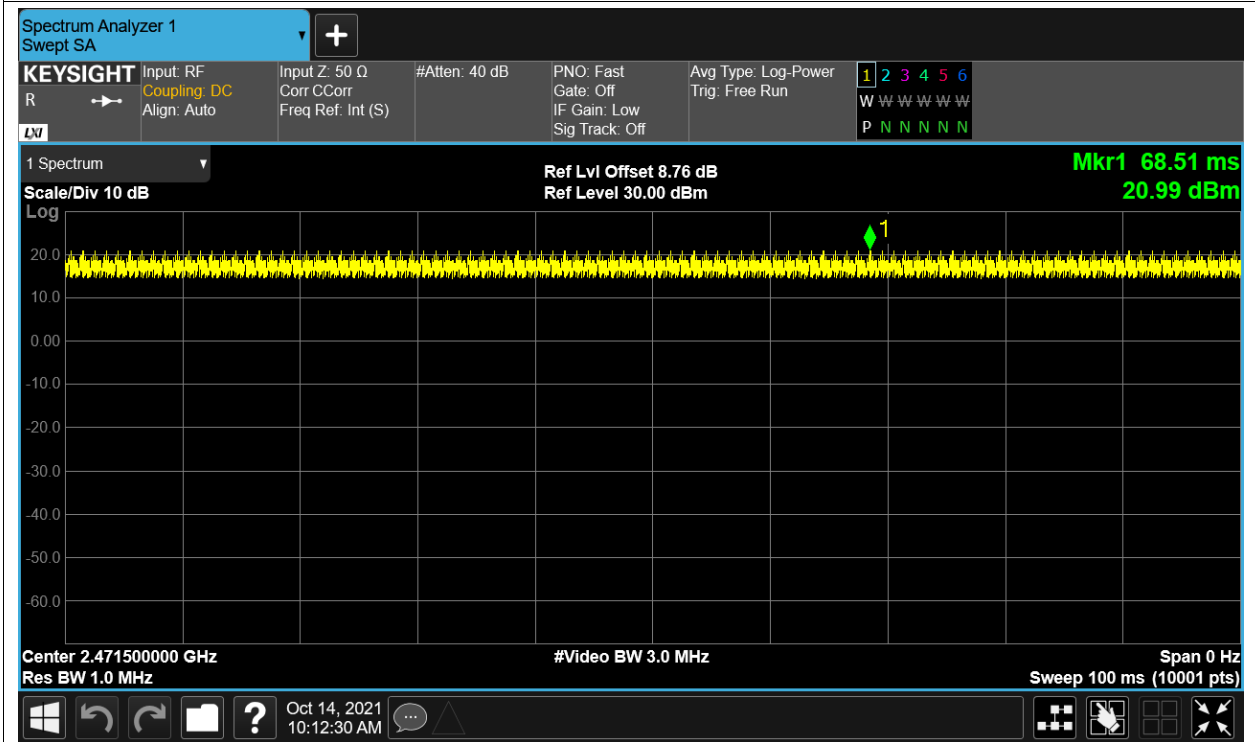 Spectrum Analyzer 1
Swept SA
+
KEYSIGHT
R
LXI
Input: RF
Coupling: DC
Align: Auto
Input Z: 50 Ω
Corr CCorr
Freq Ref: Int (S)
#Atten: 40 dB
PNO: Fast
Gate: Off
IF Gain: Low
Sig Track: Off
Avg Type: Log-Power
Trig: Free Run
1 2 3 4 5 6
W W W W W W
P N N N N N
1 Spectrum
Scale/Div 10 dB
Ref Lvl Offset 8.76 dB
Ref Level 30.00 dBm
Mkr1 68.51 ms
20.99 dBm
Log
1
20.0
10.0
0.00
-10.0
-20.0
-30.0
-40.0
-50.0
-60.0
Center 2.471500000 GHz
Res BW 1.0 MHz
#Video BW 3.0 MHz
Span 0 Hz
Sweep 100 ms (10001 pts)
?
Oct 14, 2021
10:12:30 AM